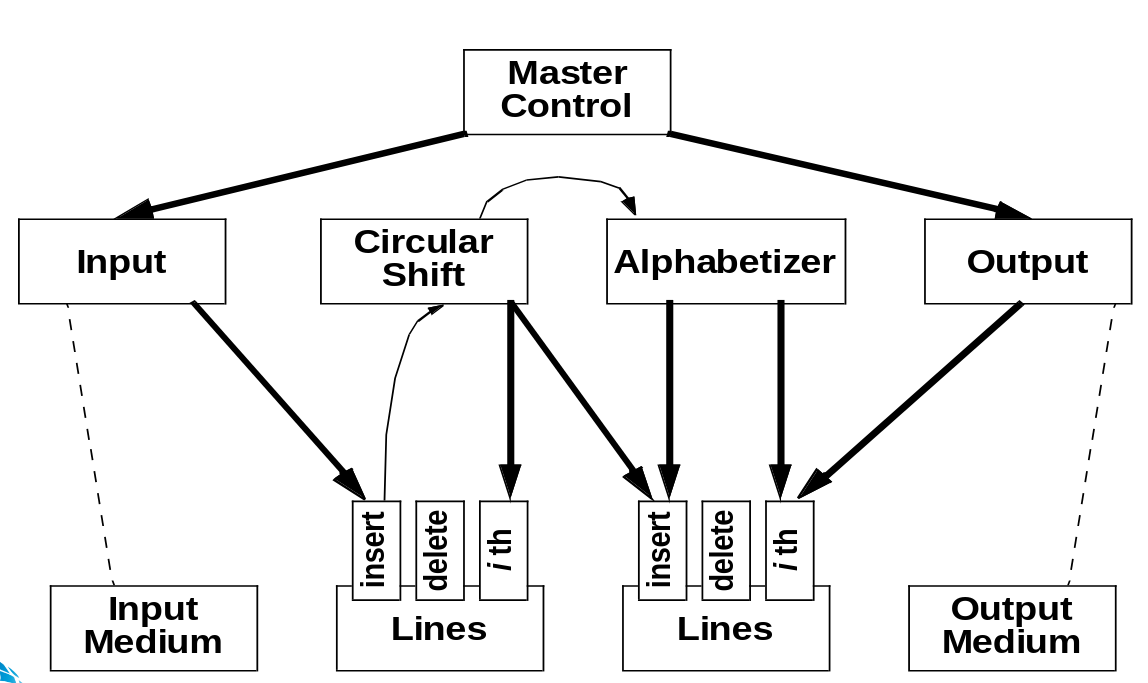 Master
Control
Input
Circular
Shift
Alphabetizer
Output
insert
delete
i th
insert
delete
i th
Input
Medium
Lines
Lines
Output
Medium